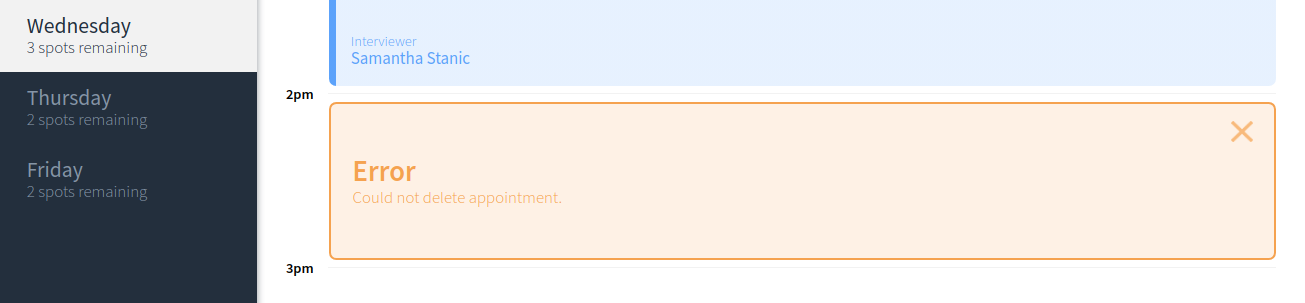 Wednesday
3 spots remaining
Thursday
2 spots remaining
Friday
2 spots remaining
Interviewer
Samantha Stanic
2pm
Error
Could not delete appointment.
3pm